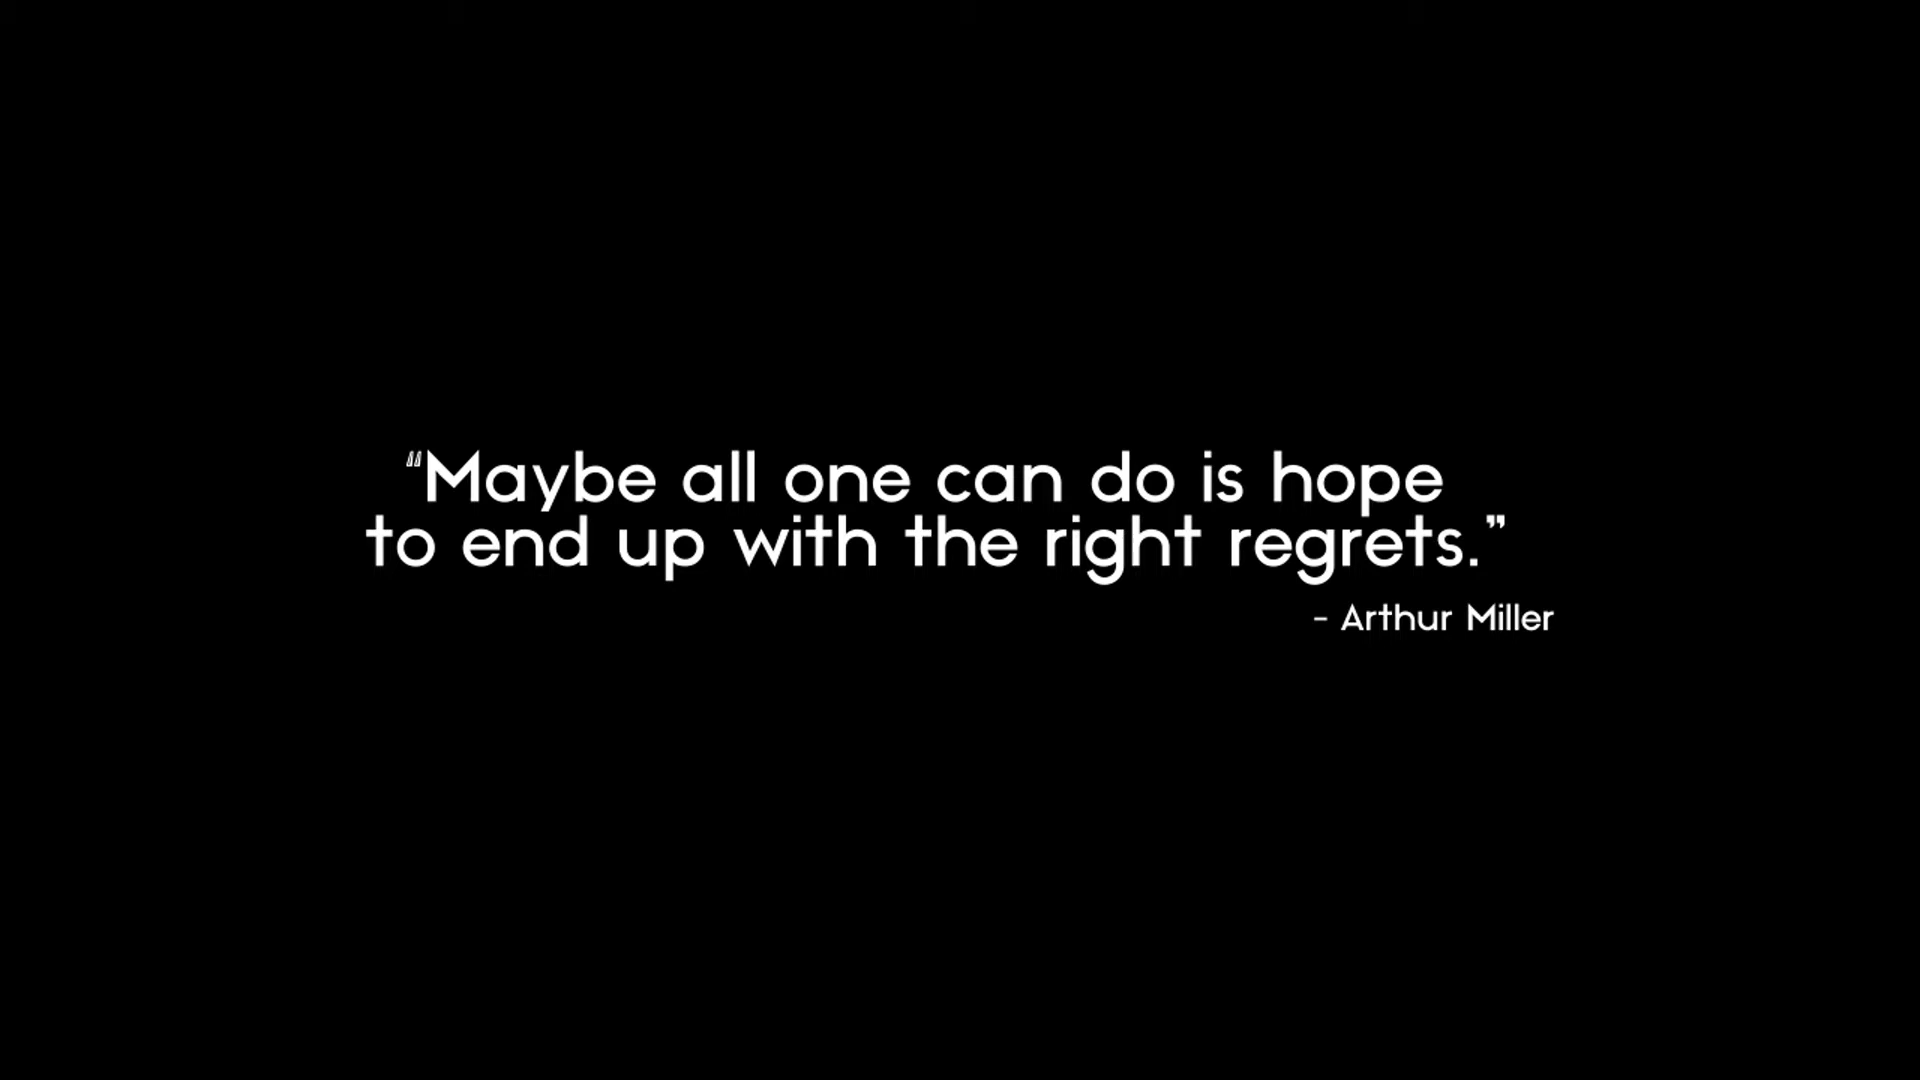 “Maybe all one can do is hope
to end up with the right regrets.”
- Arthur Miller